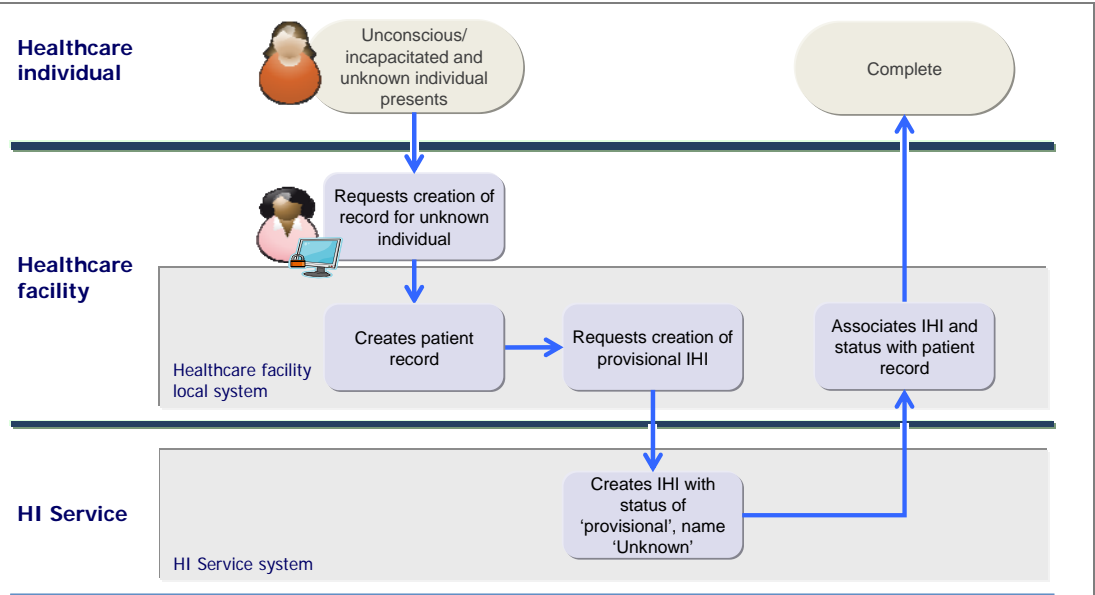 Healthcare
individual
Unconscious/
incapacitated and
unknown individual
presents
Complete
Healthcare
facility
Requests creation of
record for unknown
individual
Creates patient
record
Requests creation of
provisional IHI
Associates IHI and
status with patient
record
Healthcare facility
local system
HI Service
Creates IHI with
status of
‘provisional’, name
‘Unknown’
HI Service system